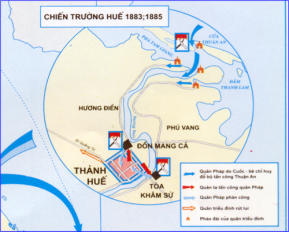 CHIẾN TRƯỜNG HUẾ 1883;1885
PHÁ TAM GIANG
CỬA
THUẬN AN
ĐẦM
THANH LAM
HƯƠNG ĐIỀN
PHÚ VANG
ĐỒN MANG CÁ
THÀNH
HUẾ
TÒA
KHÂM SỨ
Quân Pháp do Cuốc - bê chỉ huy
đổ bộ tấn công Thuận An
Quân ta tấn công quân Pháp
Quân Pháp phản công
Quân triều đình rút lui
Pháo đài của quân triều đình